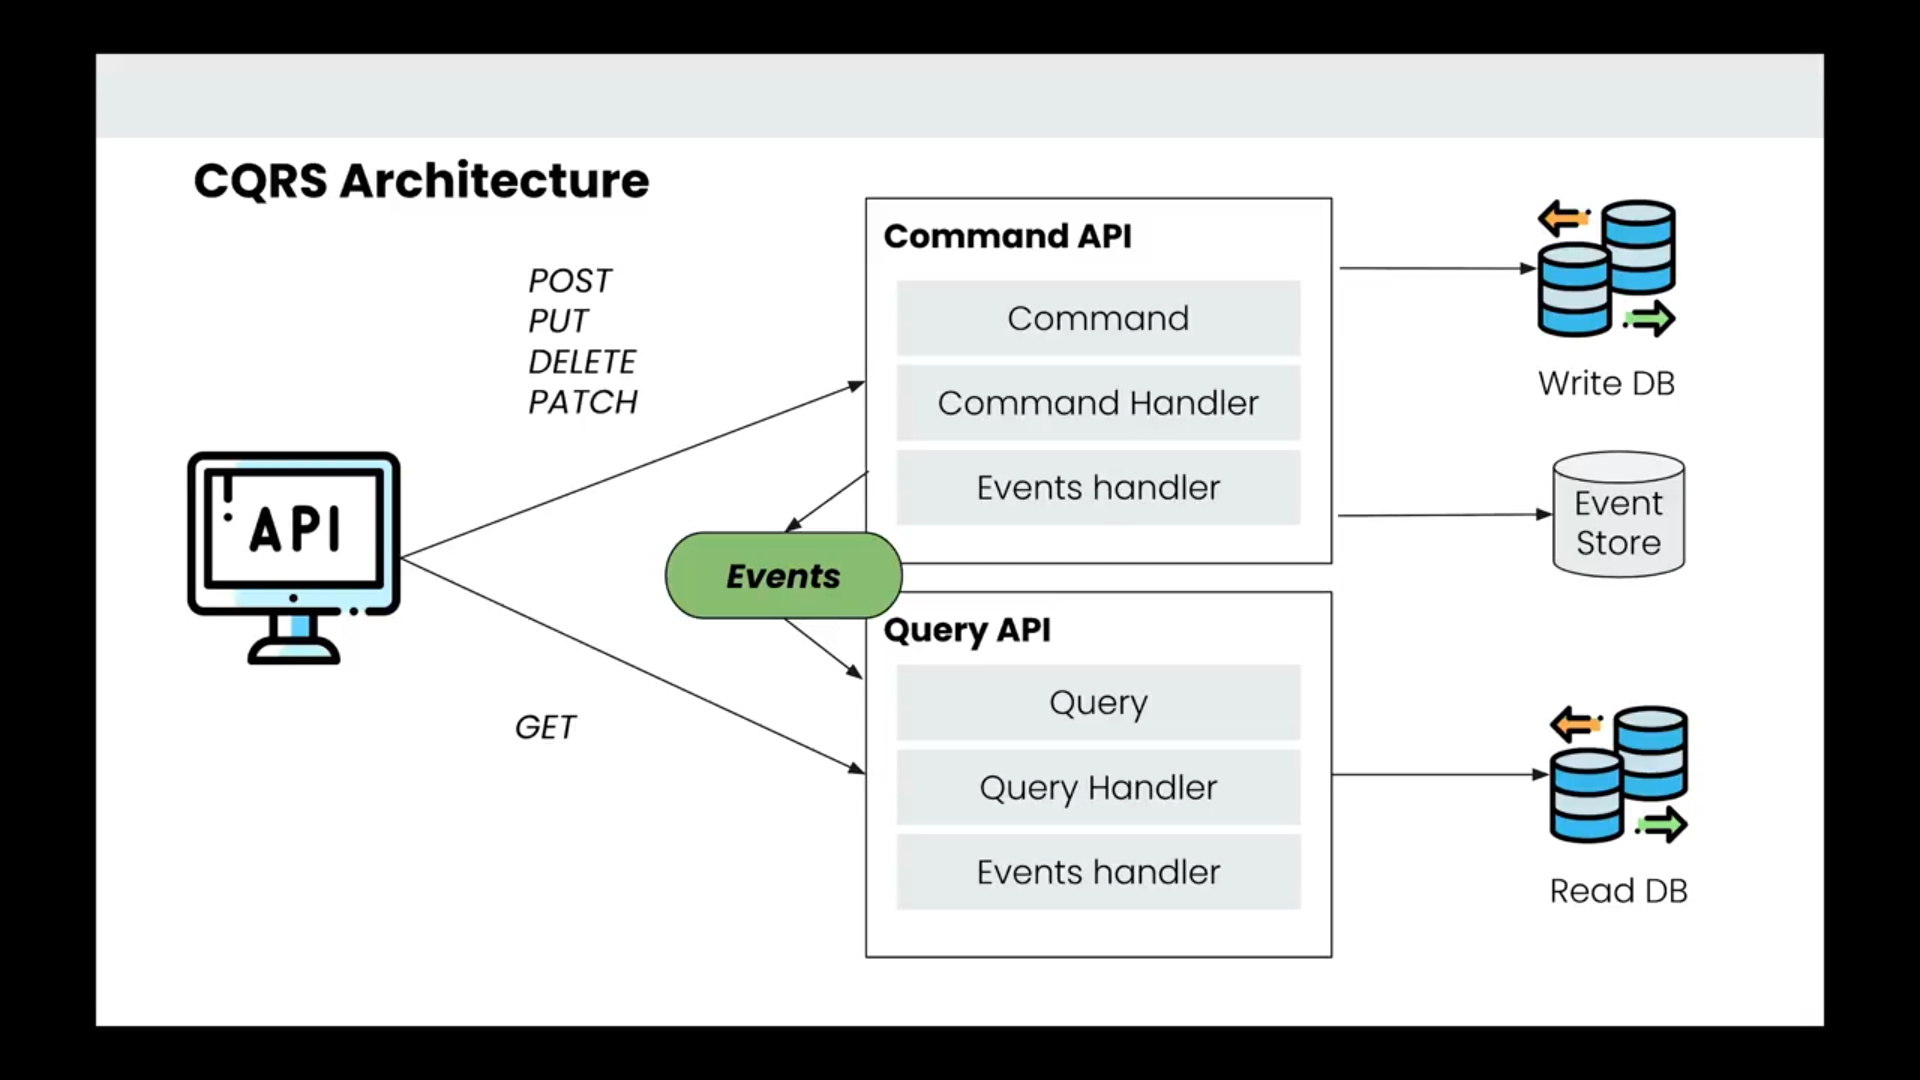 CQRS Architecture
POST
PUT
DELETE
PATCH
API
Events
GET
Command API
Command
Command Handler
Events handler
Query API
Query
Query Handler
Events handler
Write DB
Event
Store
Read DB